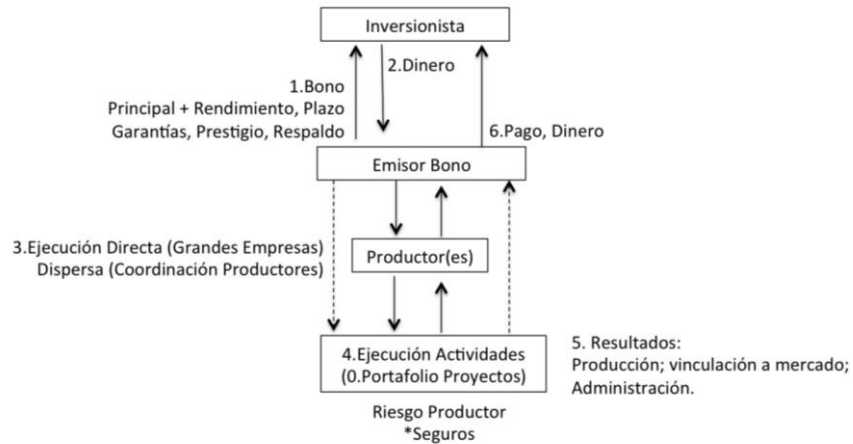 Inversionista
1.Bono
Principal + Rendimiento, Plazo
Garantías, Prestigio, Respaldo
2.Dinero
6.Pago, Dinero
Emisor Bono
3.Ejecución Directa (Grandes Empresas)
Dispersa (Coordinación Productores)
Productor(es)
4.Ejecución Actividades
(0.Portafolio Proyectos)
5. Resultados:
Producción; vinculación a mercado;
Administración.
Riesgo Productor
*Seguros